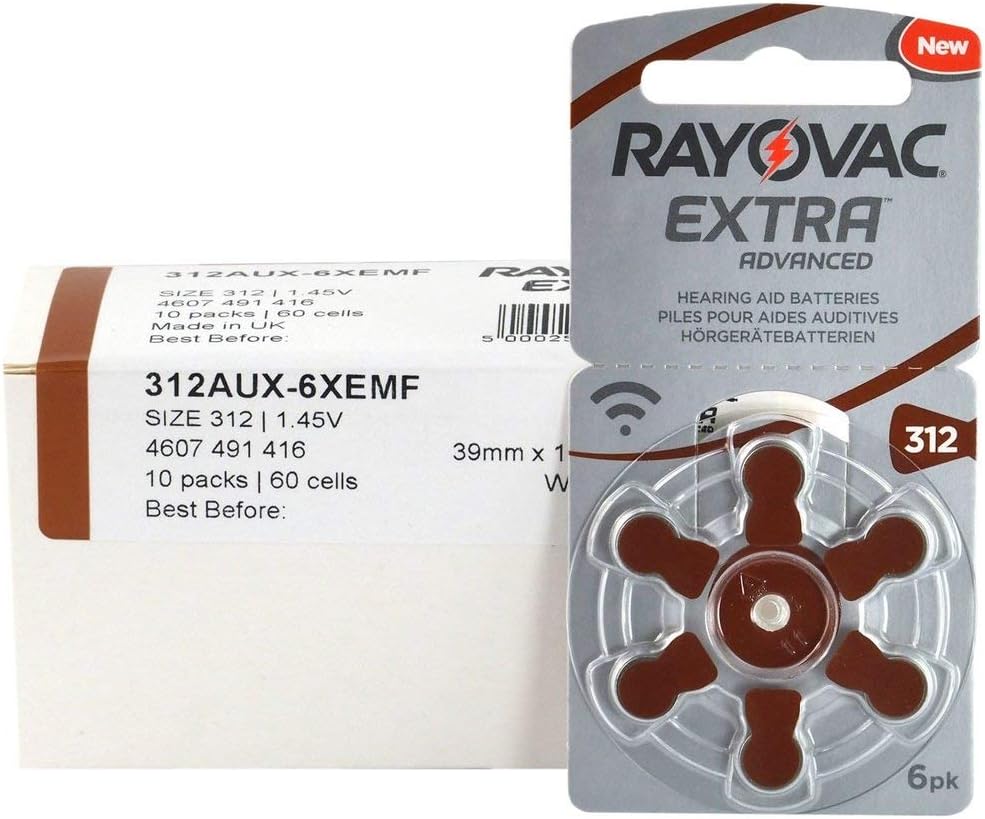 312AUX-6XEMF
SIZE 312 | 1.45V
4607 491 416
10 packs | 60 cells
Made in UK
Best Before:
312AUX-6XEMF
SIZE 312 | 1.45V
4607 491 416
39mm x
10 packs | 60 cells
Best Before:
New
RAYOVAC®
EXTRA™
ADVANCED
HEARING AID BATTERIES
PILES POUR AIDES AUDITIVES
HÖRGERÄTEBATTERIEN
312
6pk